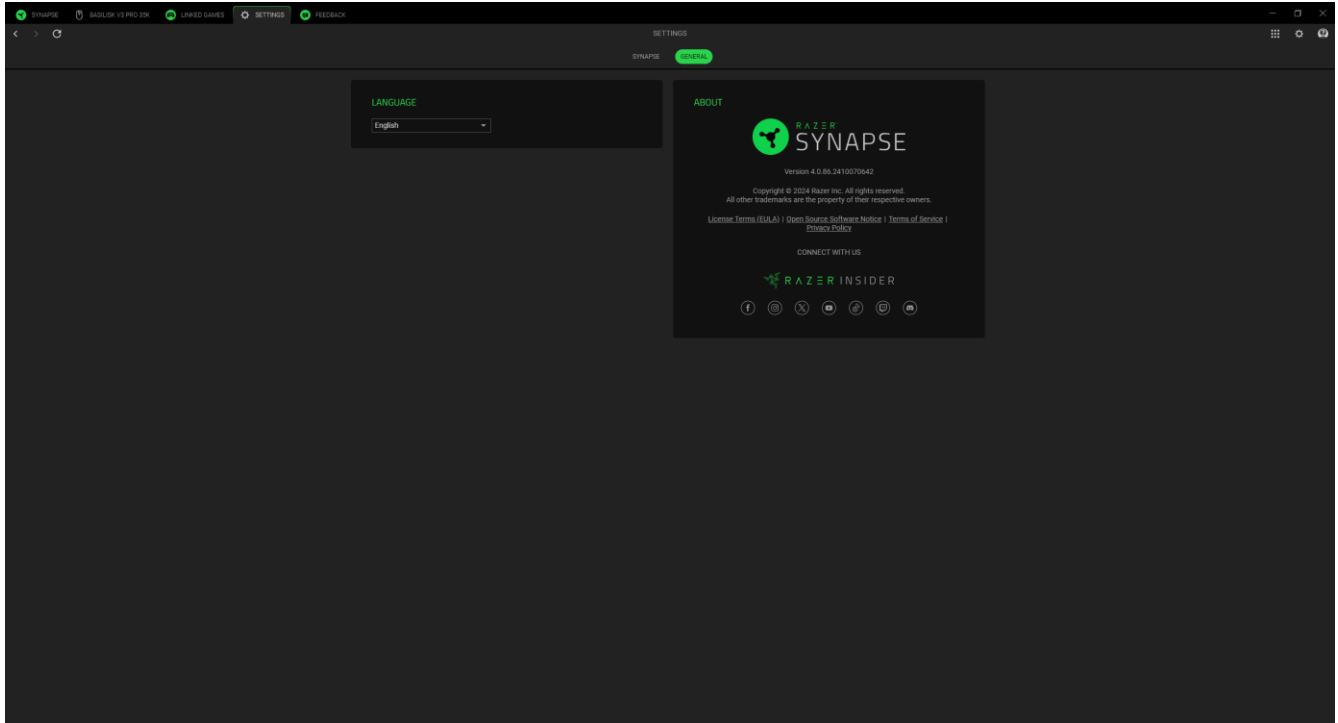 SYNAPSE
BASILISK V3 PRO 35K
LINKED GAMES
SETTINGS
FEEDBACK
SETTINGS
SYNAPSE
GENERAL
LANGUAGE
English
ABOUT
RAZER
SYNAPSE
Version 4.0.86.2410070642
Copyright © 2024 Razer Inc. All rights reserved.
All other trademarks are the property of their respective owners.
License Terms (EULA) | Open Source Software Notice | Terms of Service |
Privacy Policy
CONNECT WITH US
RAZER INSIDER